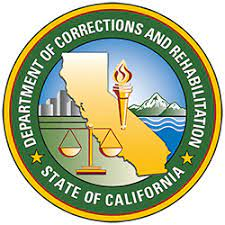 DEPARTMENT OF CORRECTIONS AND REHABILITATION
STATE OF CALIFORNIA